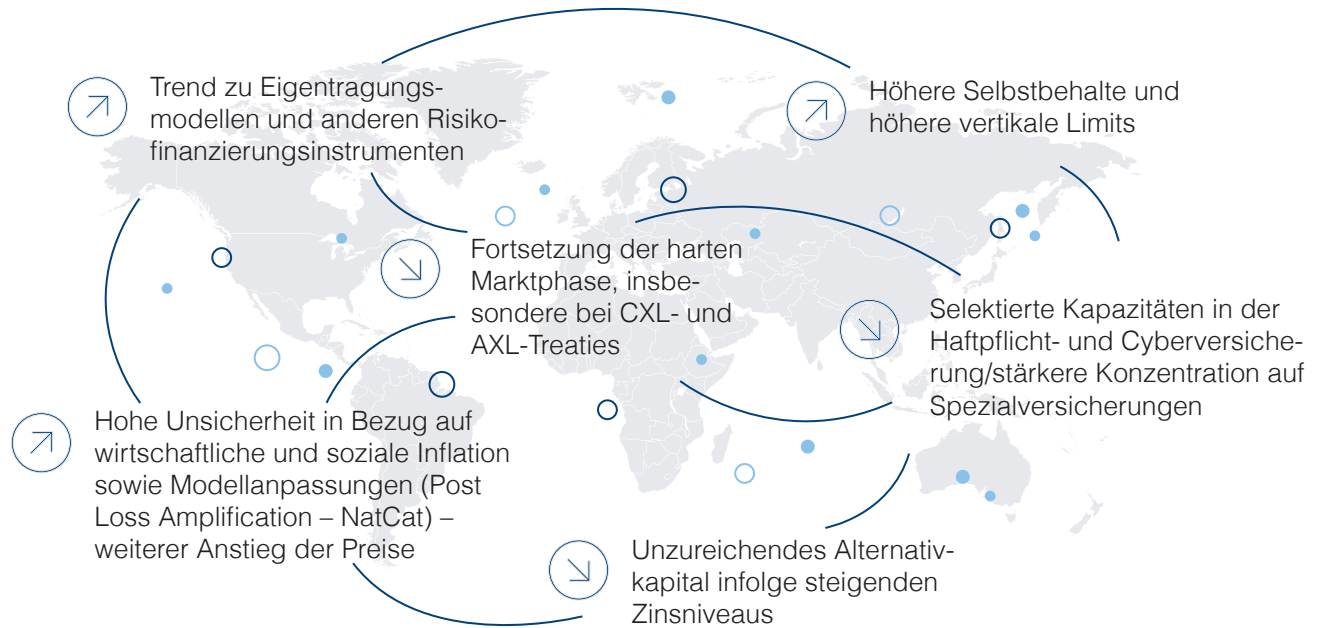 Trend zu Eigentragungs-
modellen und anderen Risiko-
finanzierungsinstrumenten
Höhere Selbstbehalte und
höhere vertikale Limits
Fortsetzung der harten
Marktphase, insbe-
sondere bei CXL- und
AXL-Treaties
Selektierte Kapazitäten in der
Haftpflicht- und Cyberversiche-
rung/stärkere Konzentration auf
Spezialversicherungen
Hohe Unsicherheit in Bezug auf
wirtschaftliche und soziale Inflation
sowie Modellanpassungen (Post
Loss Amplification – NatCat) –
weiterer Anstieg der Preise
Unzureichendes Alternativ-
kapital infolge steigenden
Zinsniveaus